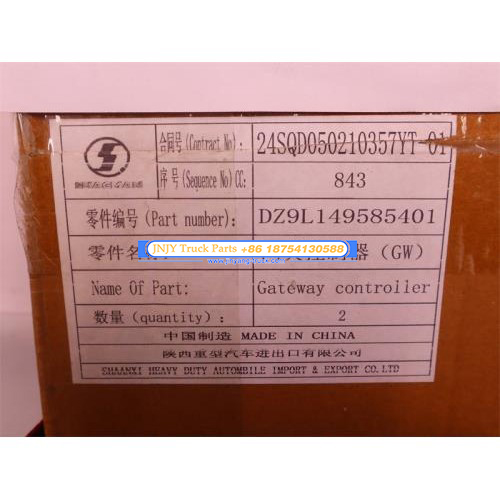 合同号(Contract No): 24SQD050210357YT-01
序号(Sequence No)CG: 843
零件编号(Part number): DZ9L149585401
零件名 器(GW)
JNJY Truck Parts +86 18754130588
Name Of Part: Gateway controller
数量(quantity): 2
中国制造 MADE IN CHINA
陕西重型汽车进出口有限公司
SHAANXI HEAVY DUTY AUTOMBILE IMPORT & EXPORT CO.LTD